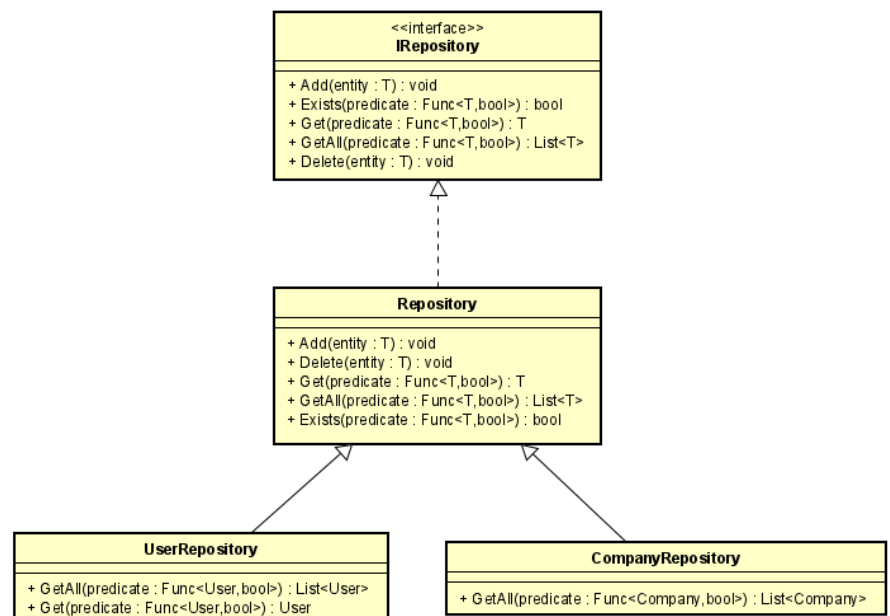 <<interface>>
IRepository
+ Add(entity : T) : void
+ Exists(predicate : Func<T,bool>) : bool
+ Get(predicate : Func<T,bool>) : T
+ GetAll(predicate : Func<T,bool>) : List<T>
+ Delete(entity : T) : void
Repository
+ Add(entity : T) : void
+ Delete(entity : T) : void
+ Get(predicate : Func<T,bool>) : T
+ GetAll(predicate : Func<T,bool>) : List<T>
+ Exists(predicate : Func<T,bool>) : bool
UserRepository
+ GetAll(predicate : Func<User,bool>) : List<User>
+ Get(predicate : Func<User,bool>) : User
CompanyRepository
+ GetAll(predicate : Func<Company,bool>) : List<Company>